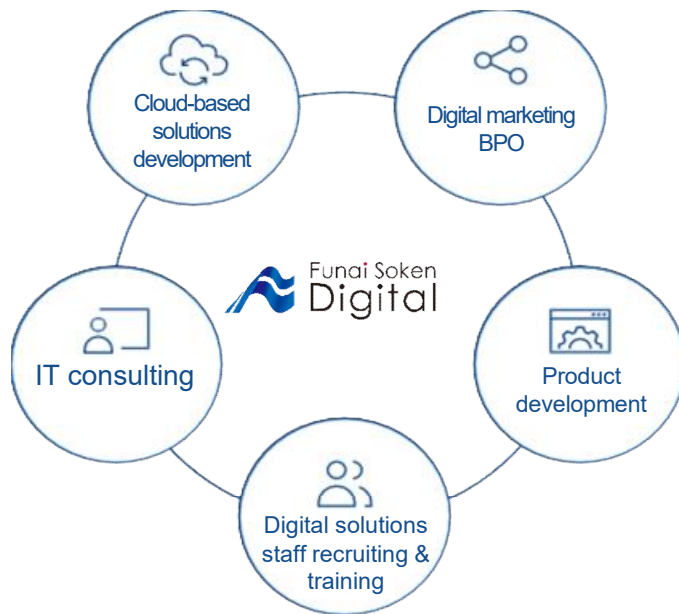 Cloud-based
solutions
development
Digital marketing
BPO
Funai Soken
Digital
IT consulting
Product
development
Digital solutions
staff recruiting &
training